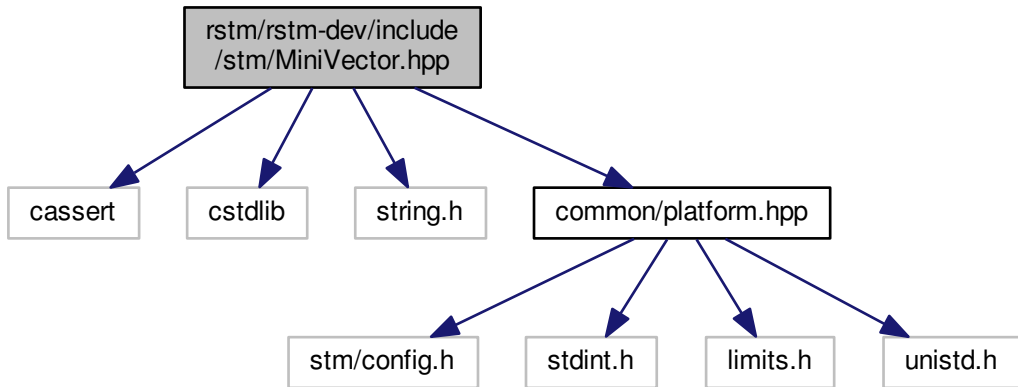 rstm/rstm-dev/include
/stm/MiniVector.hpp
cassert
cstdlib
string.h
common/platform.hpp
stm/config.h
stdint.h
limits.h
unistd.h